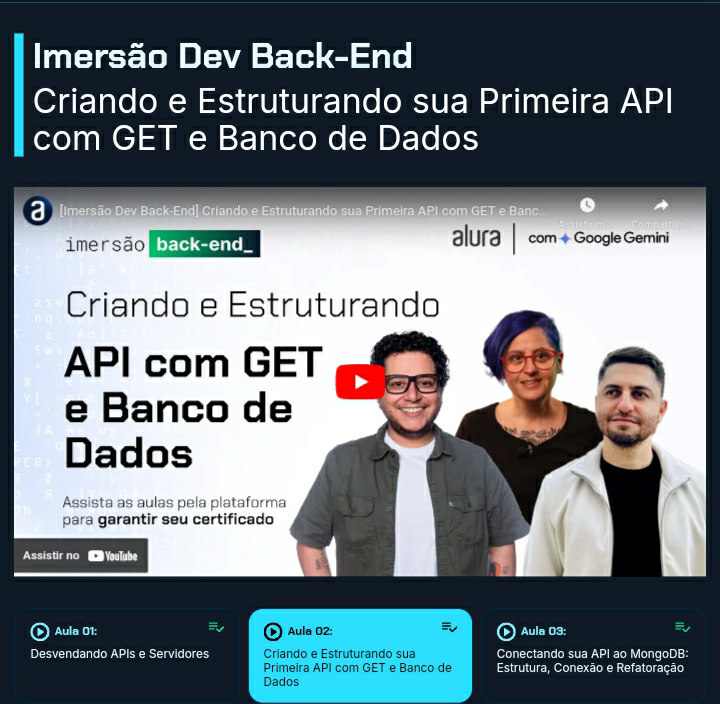 Imersão Dev Back-End
Criando e Estruturando sua Primeira API
com GET e Banco de Dados
a
[Imersão Dev Back-End] Criando e Estruturando sua Primeira API com GET e Banc...
Assistir m...
Compartilh...
imersão back-end_
alura | com Google Gemini
Criando e Estruturando
API com GET
e Banco de
Dados
Assista as aulas pela plataforma
para garantir seu certificado
Assistir no YouTube
Aula 01:
Desvendando APIs e Servidores
Aula 02:
Criando e Estruturando sua
Primeira API com GET e Banco de
Dados
Aula 03:
Conectando sua API ao MongoDB:
Estrutura, Conexão e Refatoração